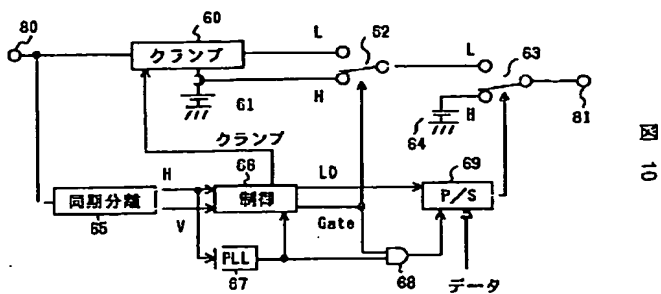 80
60
クランプ
L
62
L
63
H
61
H
64
81
クランプ
H
66
制御
LD
69
P/S
同期分離
65
V
Gate
PLL
67
68
データ
図 10